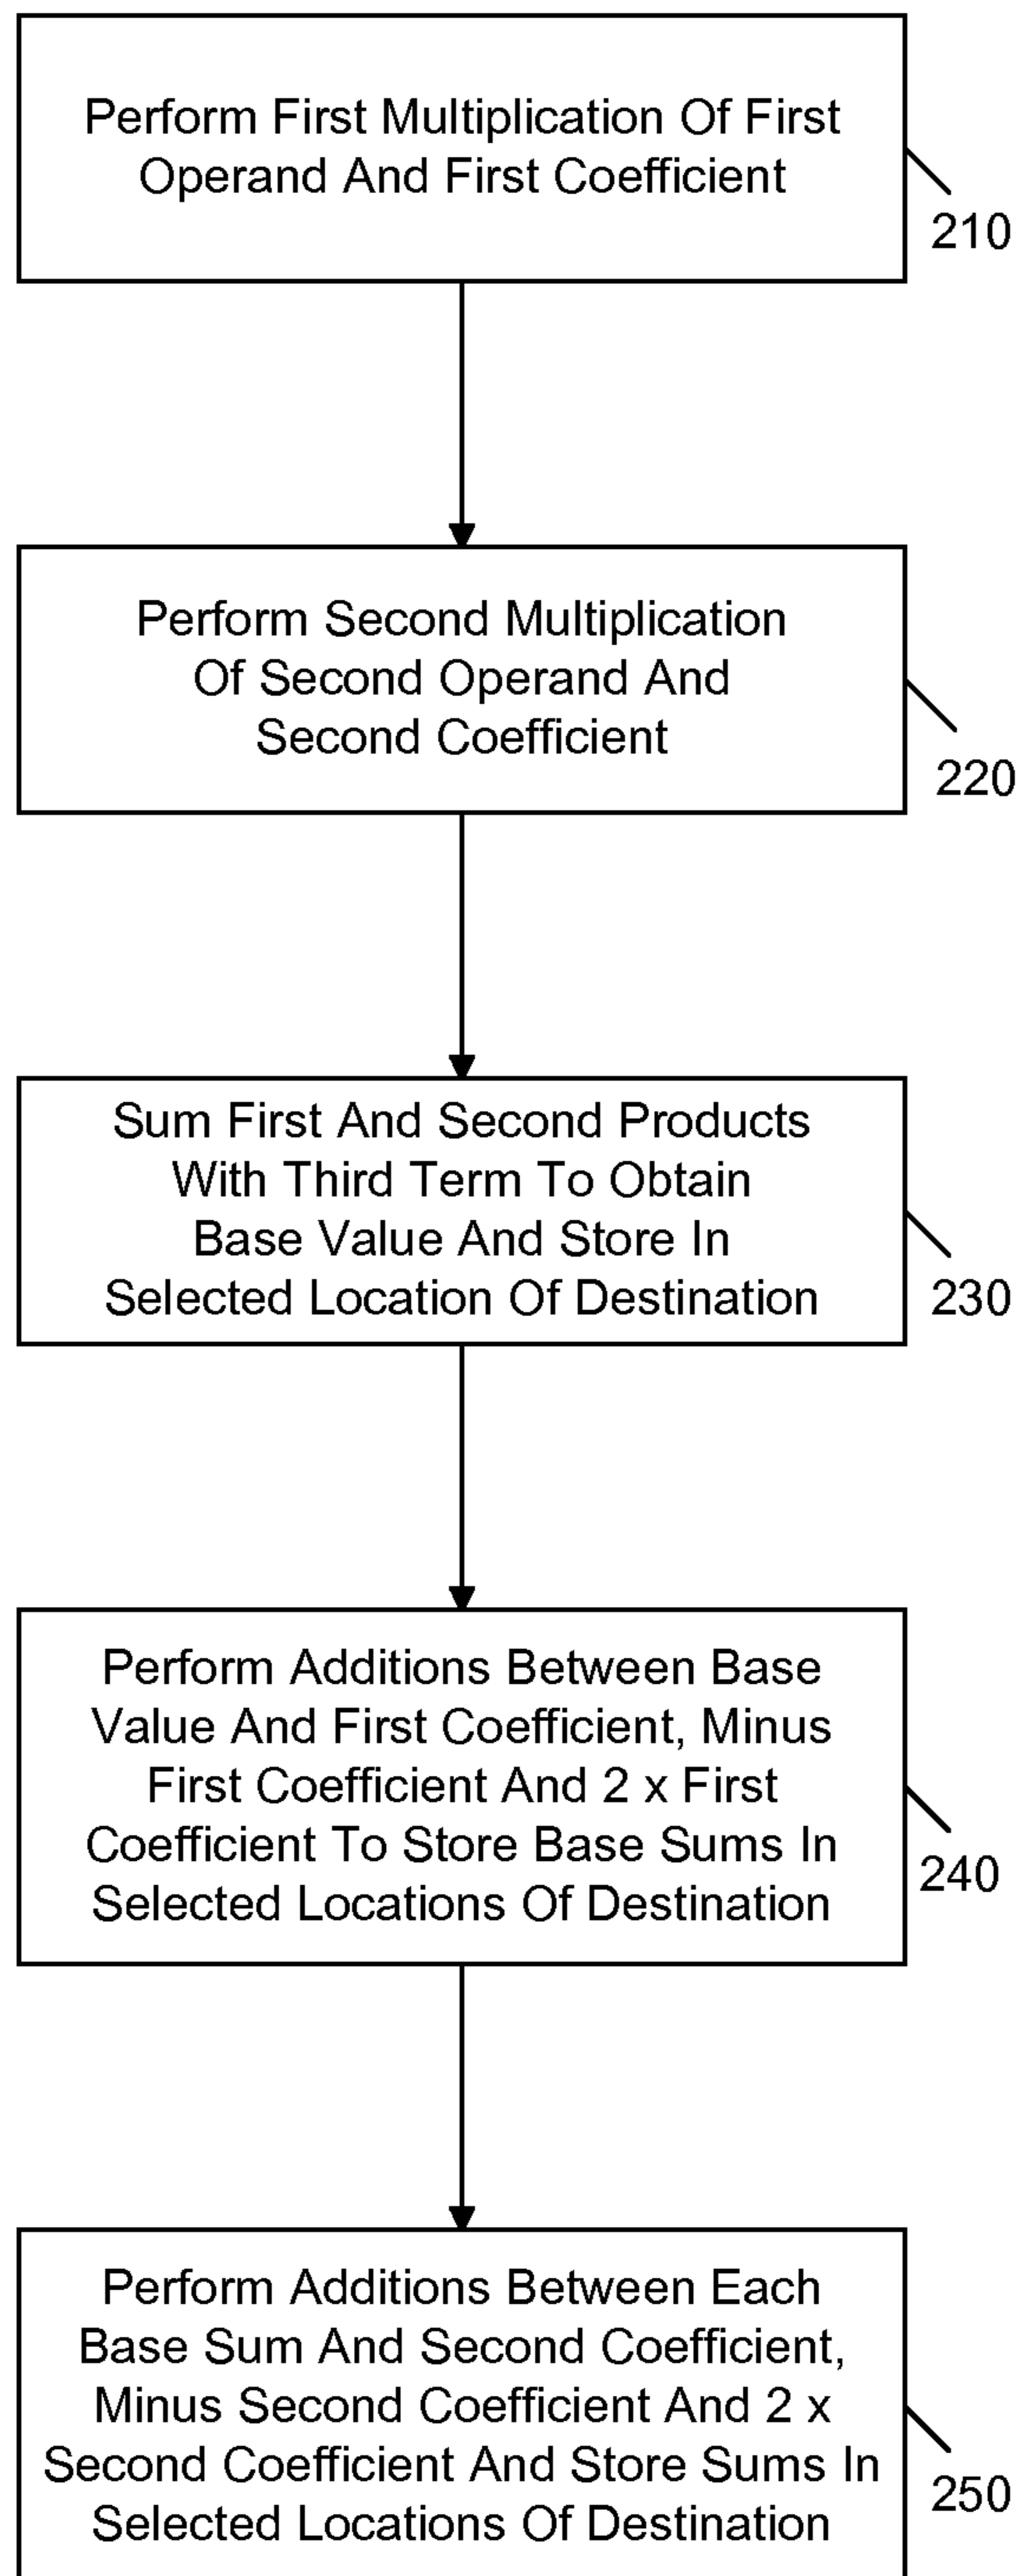 Perform First Multiplication Of First
Operand And First Coefficient
210
Perform Second Multiplication
Of Second Operand And
Second Coefficient
220
Sum First And Second Products
With Third Term To Obtain
Base Value And Store In
Selected Location Of Destination
230
Perform Additions Between Base
Value And First Coefficient, Minus
First Coefficient And 2 x First
Coefficient To Store Base Sums In
Selected Locations Of Destination
240
Perform Additions Between Each
Base Sum And Second Coefficient,
Minus Second Coefficient And 2 x
Second Coefficient And Store Sums In
Selected Locations Of Destination
250